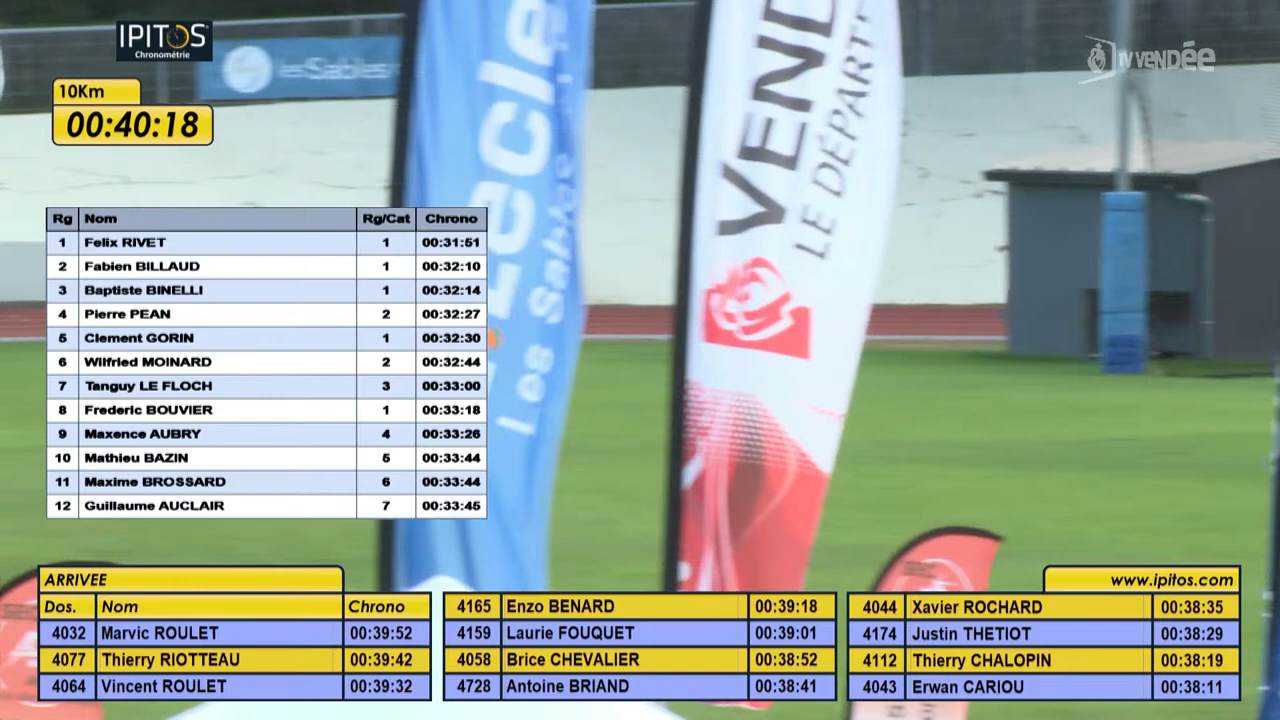 IPITOS
Chronométrie
les Sables
TV VENDÉE
10Km
00:40:18
Rg Nom Rg/Cat Chrono
1 Felix RIVET 1 00:31:51
2 Fabien BILLAUD 1 00:32:10
3 Baptiste BINELLI 1 00:32:14
4 Pierre PEAN 2 00:32:27
5 Clement GORIN 1 00:32:30
6 Wilfried MOINARD 2 00:32:44
7 Tanguy LE FLOCH 3 00:33:00
8 Frederic BOUVIER 1 00:33:18
9 Maxence AUBRY 4 00:33:26
10 Mathieu BAZIN 5 00:33:44
11 Maxime BROSSARD 6 00:33:44
12 Guillaume AUCLAIR 7 00:33:45
.Lecle
Les Sables
VEND
LE DÉPARTE
ARRIVEE
Dos. Nom Chrono
4032 Marvic ROULET 00:39:52
4077 Thierry RIOTTEAU 00:39:42
4064 Vincent ROULET 00:39:32
4165 Enzo BENARD 00:39:18
4159 Laurie FOUQUET 00:39:01
4058 Brice CHEVALIER 00:38:52
4728 Antoine BRIAND 00:38:41
www.ipitos.com
4044 Xavier ROCHARD 00:38:35
4174 Justin THETIOT 00:38:29
4112 Thierry CHALOPIN 00:38:19
4043 Erwan CARIOU 00:38:11